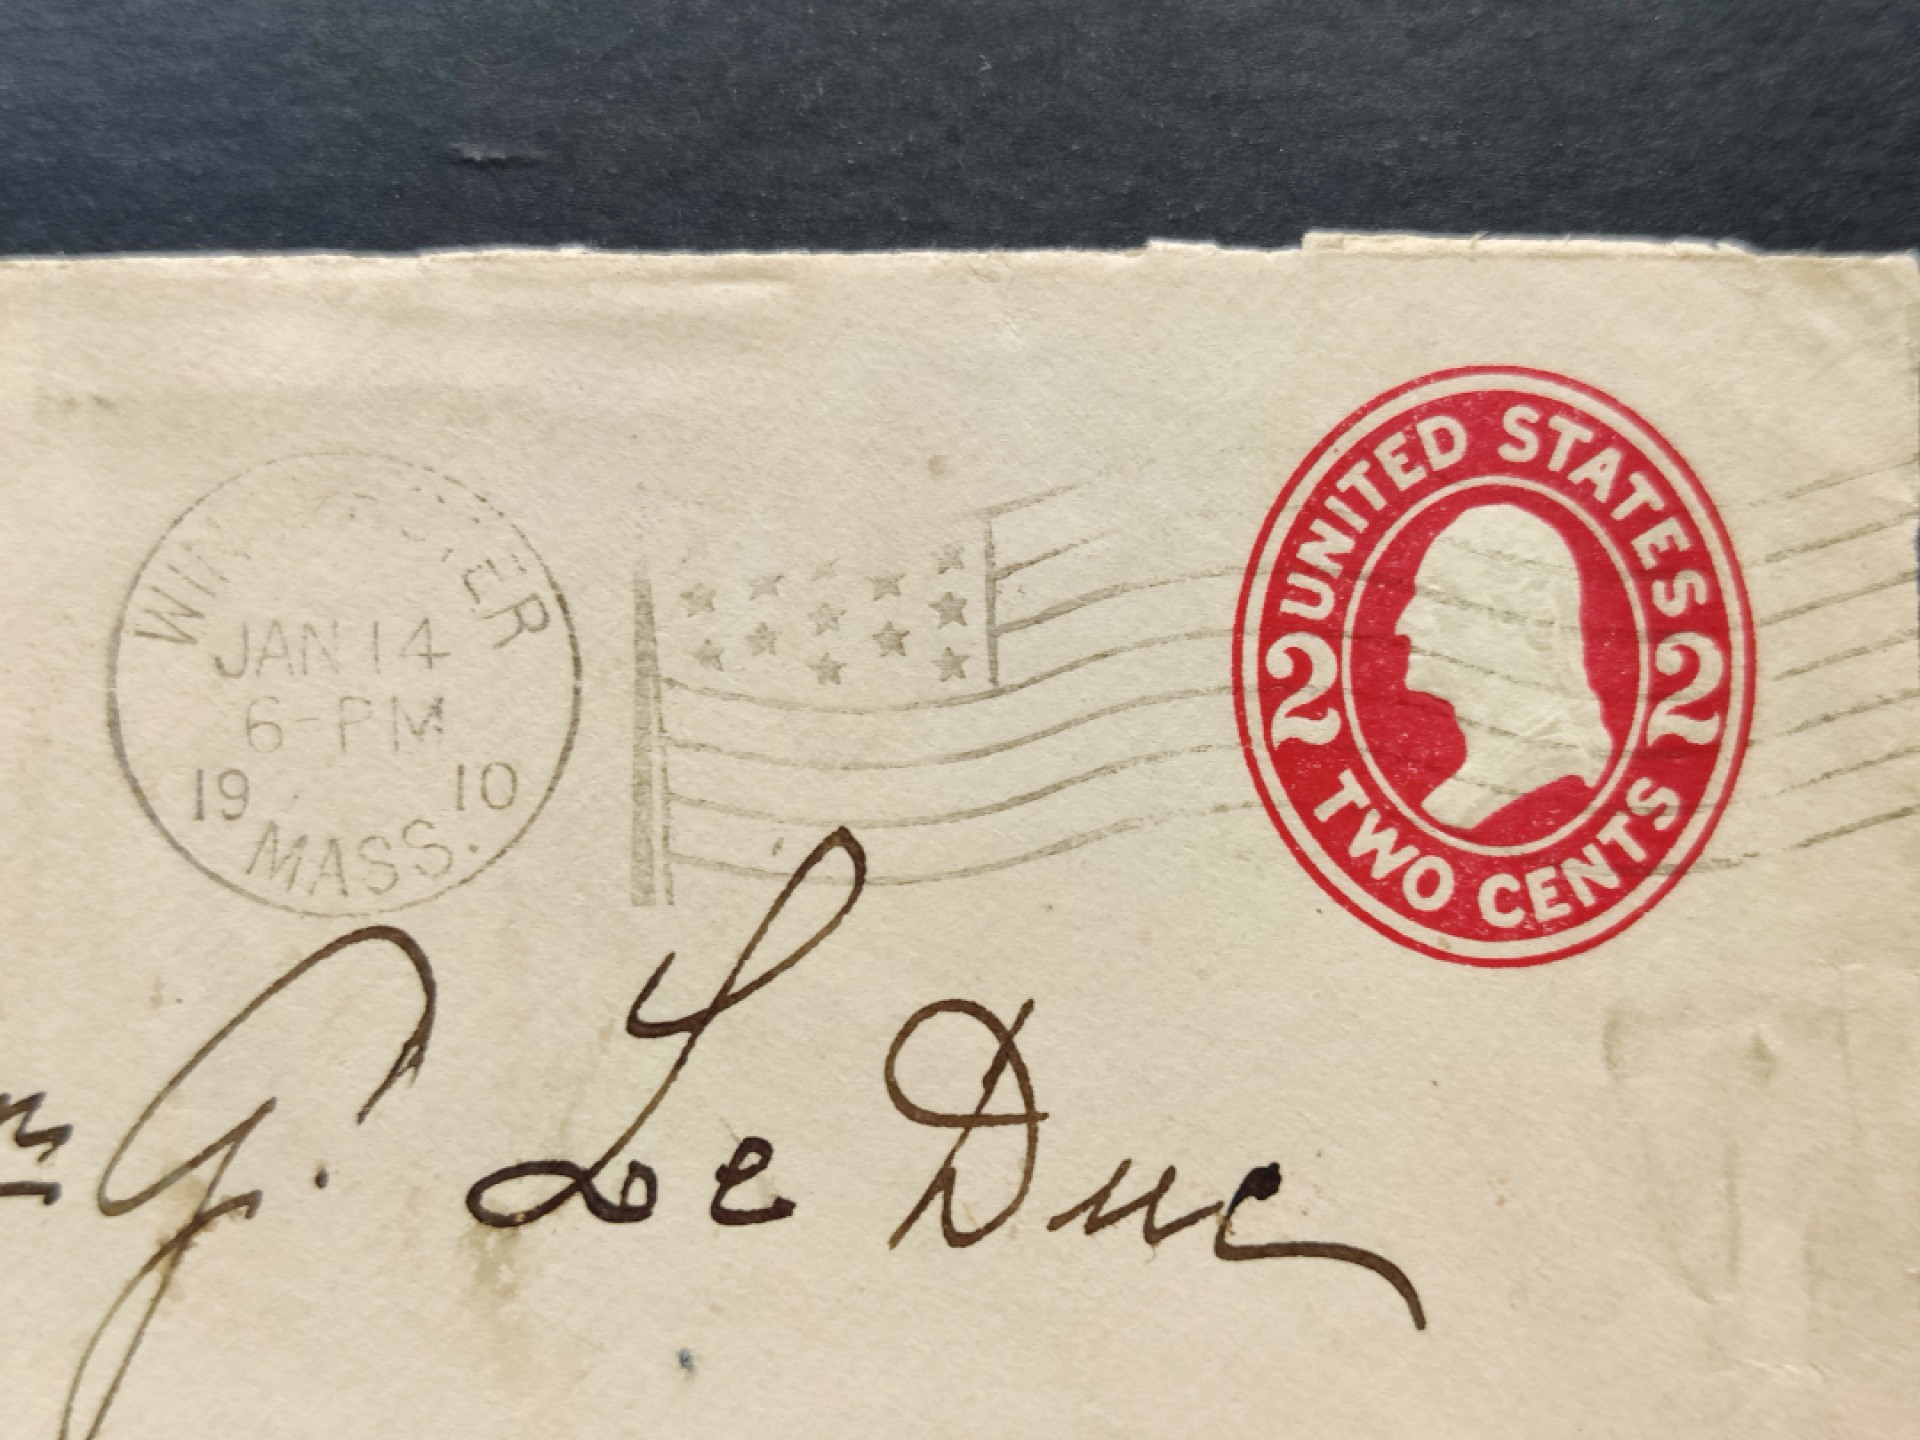 UNITED STATES
2 2
TWO CENTS
JAN 14
6-PM
19 10
MASS.
G. Le Duc